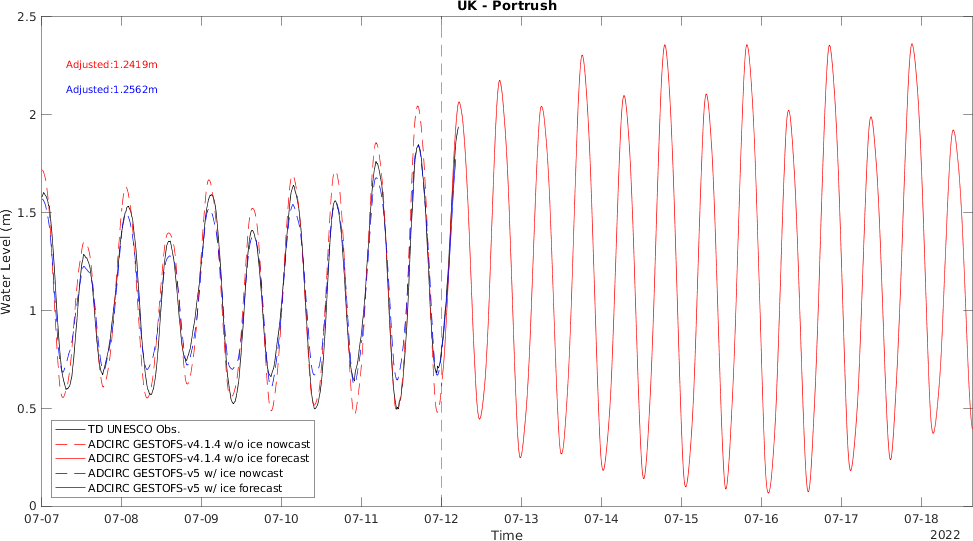 UK - Portrush
2.5
2
1.5
1
0.5
0
Water Level (m)
Adjusted:1.2419m
Adjusted:1.2562m
TD UNESCO Obs.
ADCIRC GESTOFS-v4.1.4 w/o ice nowcast
ADCIRC GESTOFS-v4.1.4 w/o ice forecast
ADCIRC GESTOFS-v5 w/ ice nowcast
ADCIRC GESTOFS-v5 w/ ice forecast
07-07 07-08 07-09 07-10 07-11 07-12 07-13 07-14 07-15 07-16 07-17 07-18
Time
2022